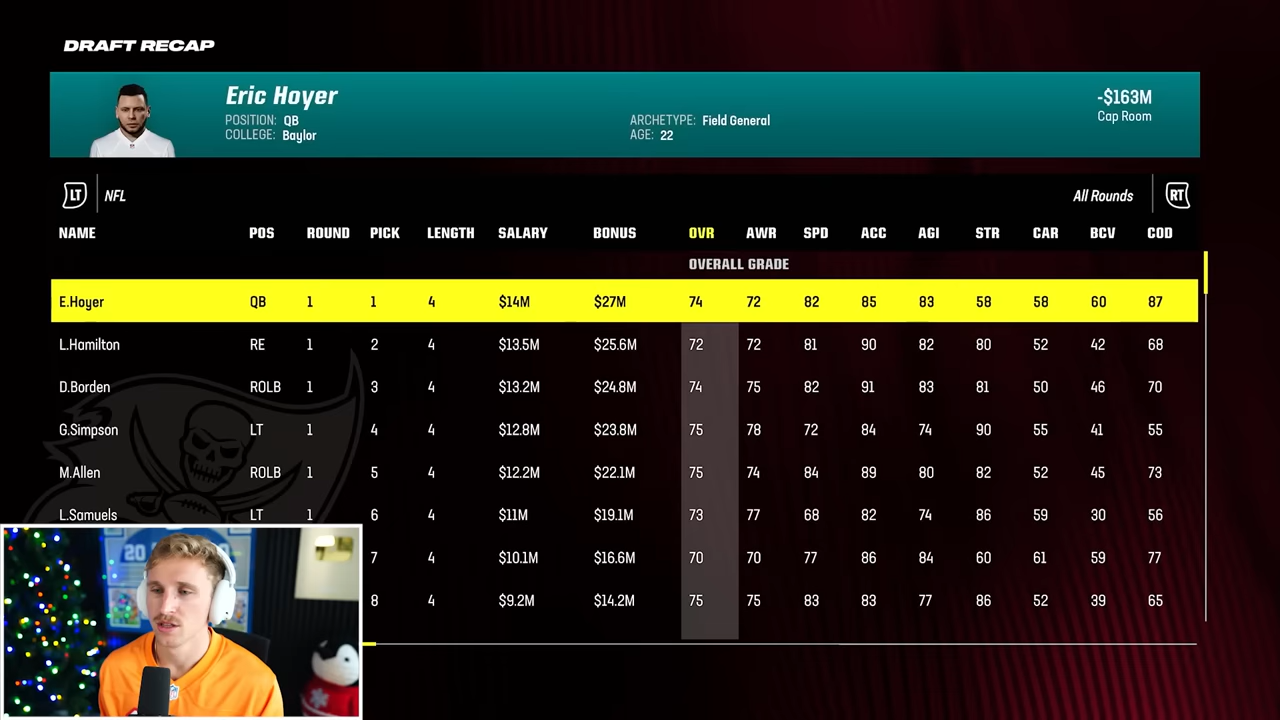 DRAFT RECAP
Eric Hoyer
POSITION: QB
COLLEGE: Baylor
ARCHETYPE: Field General
AGE: 22
-$163M
Cap Room
LT NFL
All Rounds RT
NAME POS ROUND PICK LENGTH SALARY BONUS OVR AWR SPD ACC AGI STR CAR BCV COD
OVERALL GRADE
E.Hoyer QB 1 1 4 $14M $27M 74 72 82 85 83 58 58 60 87
L.Hamilton RE 1 2 4 $13.5M $25.6M 72 72 81 90 82 80 52 42 68
D.Borden ROLB 1 3 4 $13.2M $24.8M 74 75 82 91 83 81 50 46 70
G.Simpson LT 1 4 4 $12.8M $23.8M 75 78 72 84 74 90 55 41 55
M.Allen ROLB 1 5 4 $12.2M $22.1M 75 74 84 89 80 82 52 45 73
L.Samuels LT 1 6 4 $11M $19.1M 73 77 68 82 74 86 59 30 56
7 4 $10.1M $16.6M 70 70 77 86 84 60 61 59 77
8 4 $9.2M $14.2M 75 75 83 83 77 86 52 39 65
20